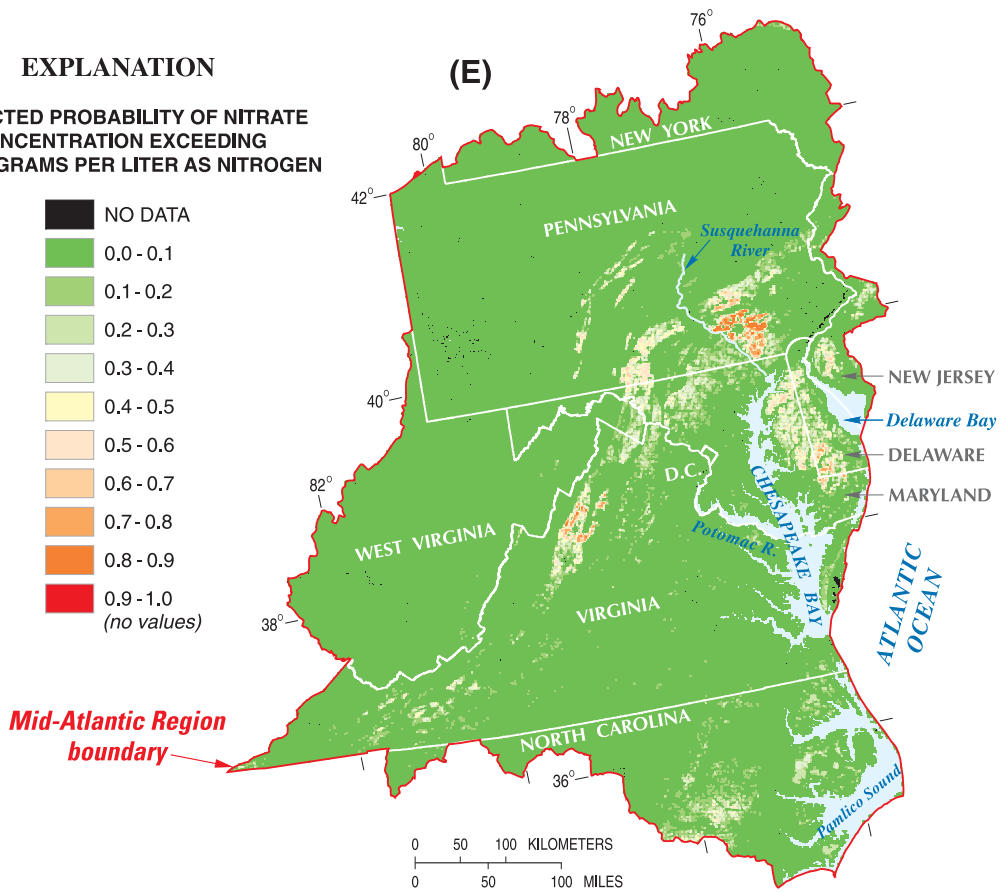 EXPLANATION
CTED PROBABILITY OF NITRATE
NCENTRATION EXCEEDING
GRAMS PER LITER AS NITROGEN
NO DATA
0.0 - 0.1
0.1 - 0.2
0.2 - 0.3
0.3 - 0.4
0.4 - 0.5
0.5 - 0.6
0.6 - 0.7
0.7 - 0.8
0.8 - 0.9
0.9 - 1.0
(no values)
(E)
76°
78°
80°
42°
NEW YORK
PENNSYLVANIA
Susquehanna
River
40°
NEW JERSEY
Delaware Bay
DELAWARE
MARYLAND
D.C.
82°
WEST VIRGINIA
Potomac R.
CHESAPEAKE BAY
ATLANTIC
OCEAN
38°
VIRGINIA
Mid-Atlantic Region
boundary
NORTH CAROLINA
36°
Pamlico Sound
0 50 100 KILOMETERS
0 50 100 MILES